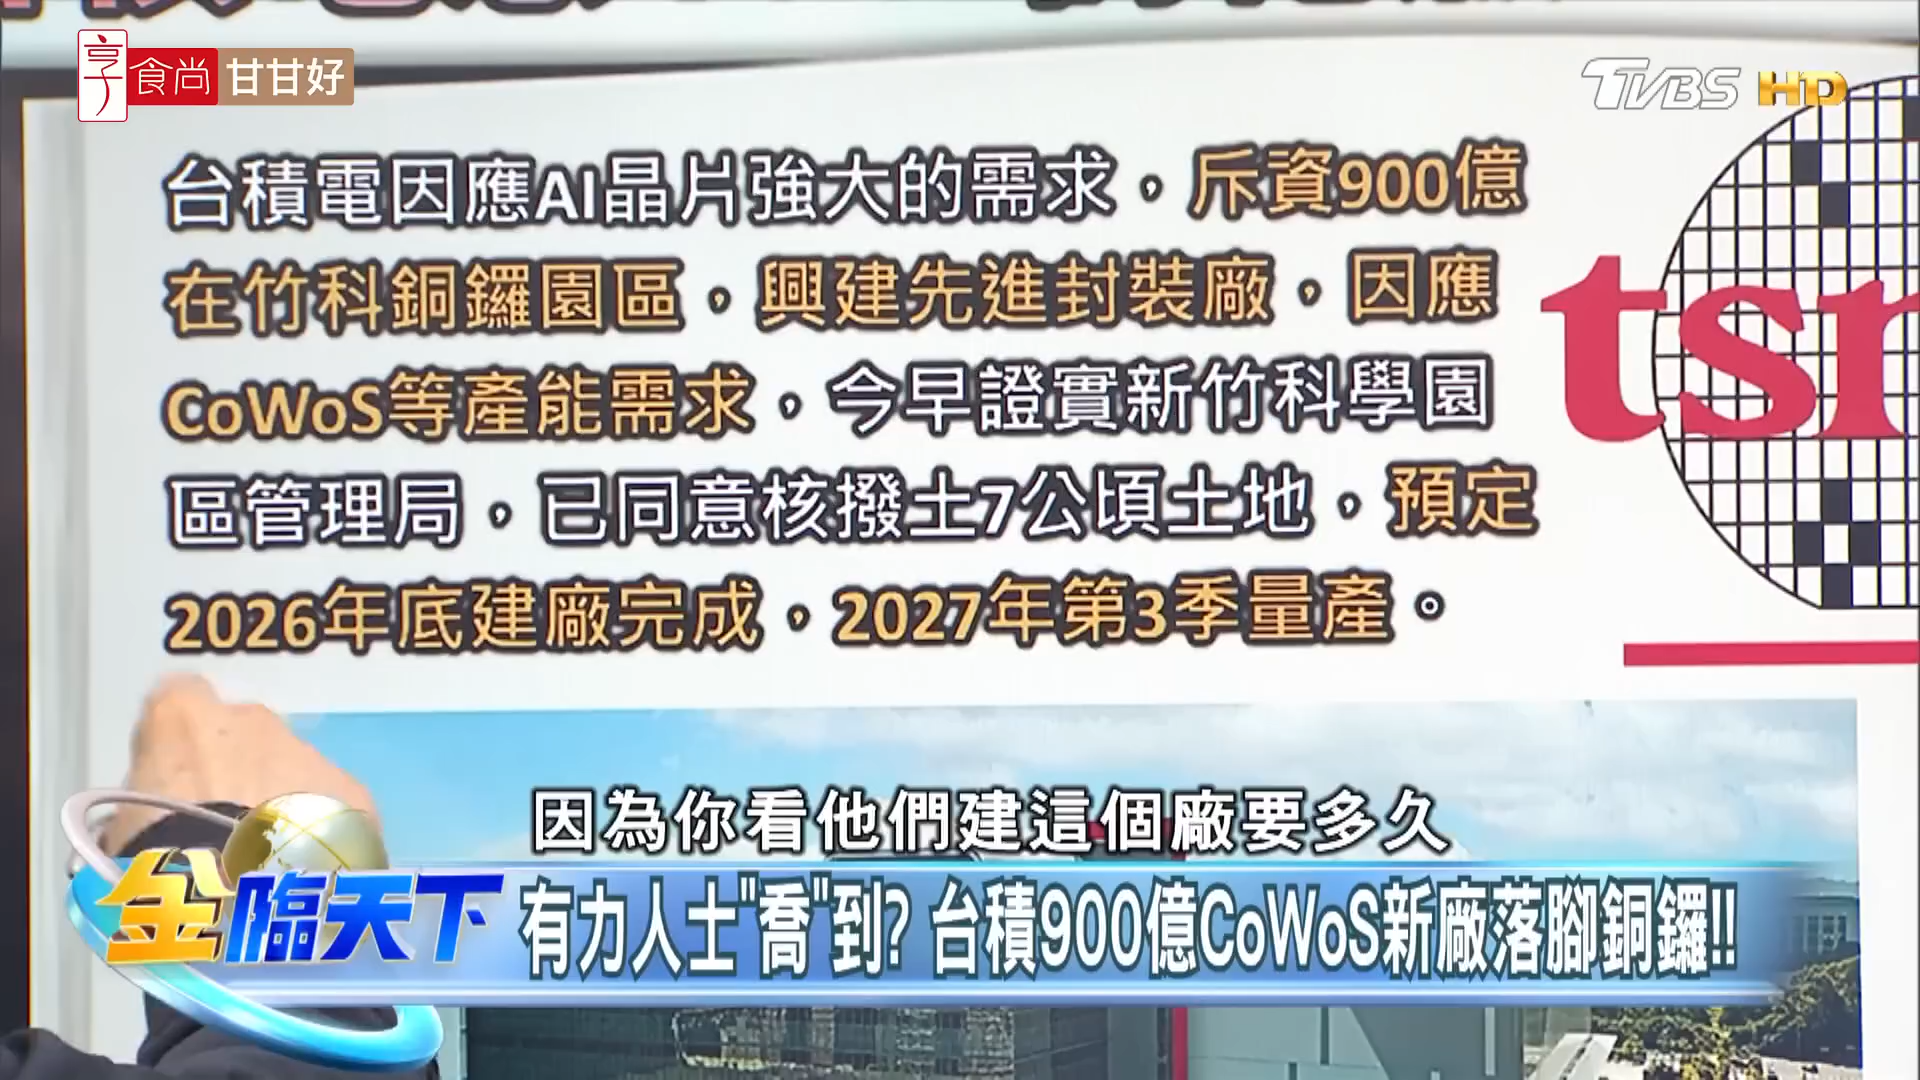 享 食尚 甘甘好
TVBS HD
台積電因應AI晶片強大的需求，斥資900億
在竹科銅鑼園區，興建先進封裝廠，因應
CoWoS等產能需求，今早證實新竹科學園
區管理局，已同意核撥土7公頃土地，預定
2026年底建廠完成，2027年第3季量產。
因為你看他們建這個廠要多久
金臨天下
有力人士"喬"到? 台積900億CoWoS新廠落腳銅鑼!!